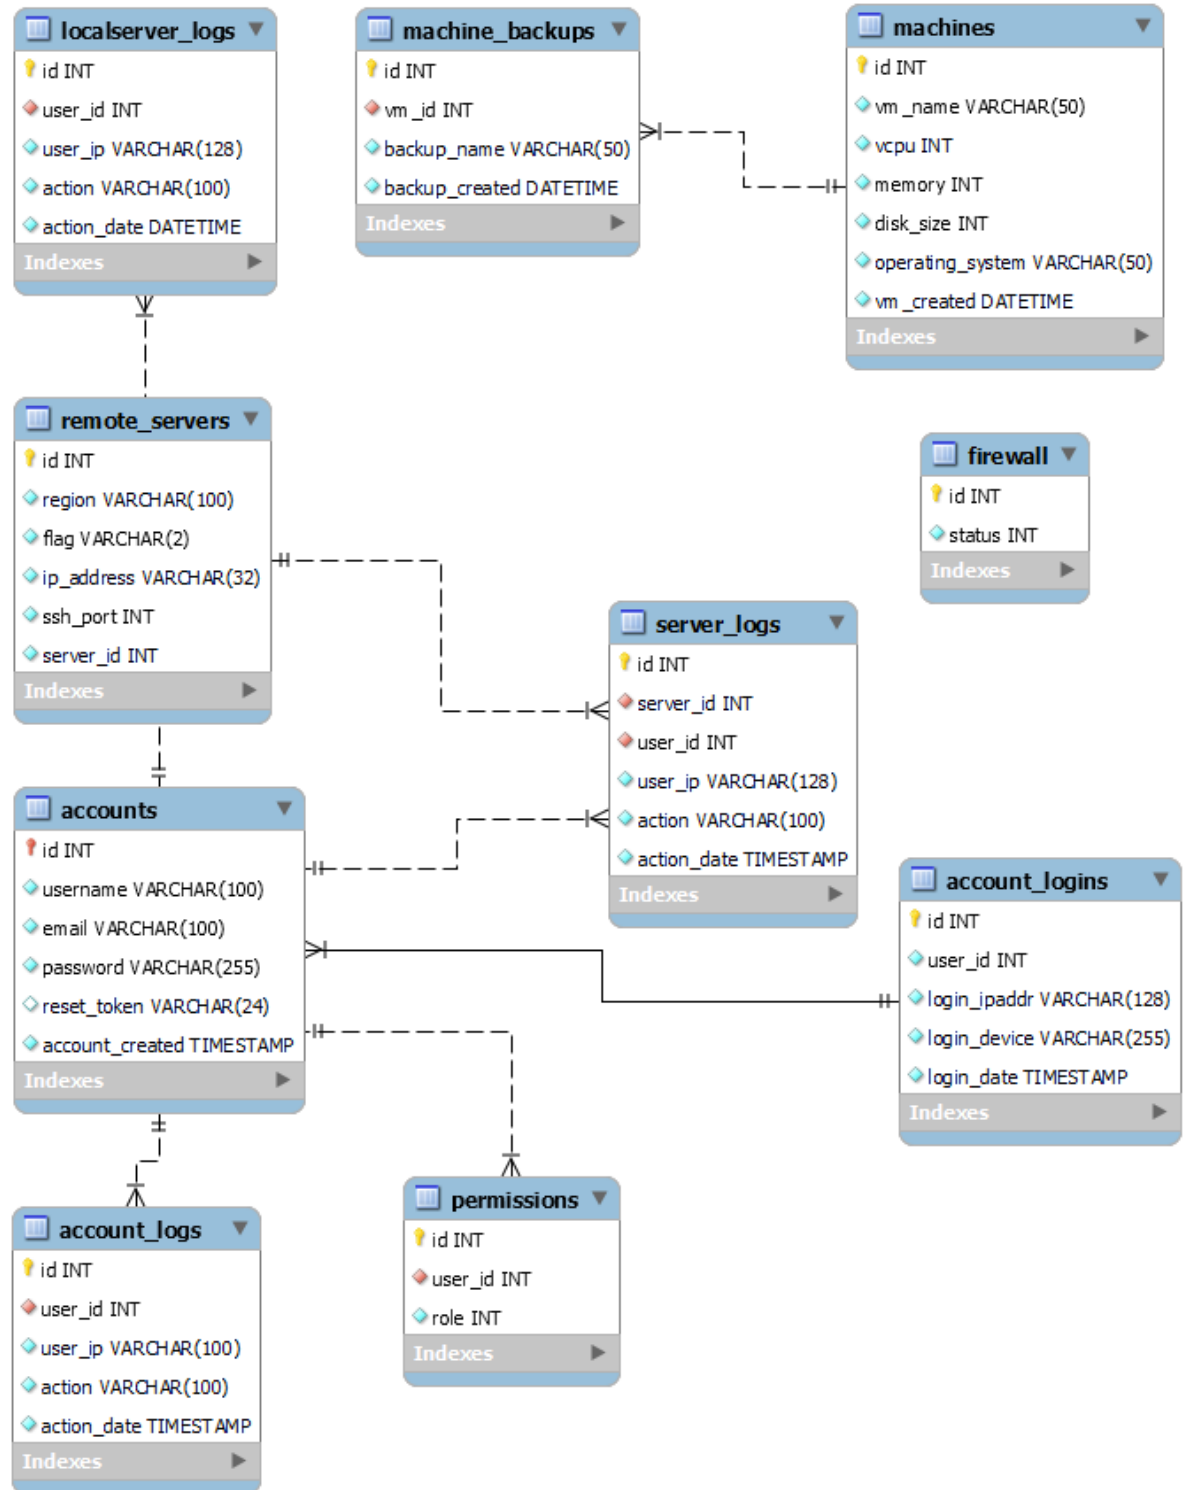 localserver_logs
id INT
user_id INT
user_ip VARCHAR(128)
action VARCHAR(100)
action_date DATETIME
Indexes
machine_backups
id INT
vm_id INT
backup_name VARCHAR(50)
backup_created DATETIME
Indexes
machines
id INT
vm_name VARCHAR(50)
vcpu INT
memory INT
disk_size INT
operating_system VARCHAR(50)
vm_created DATETIME
Indexes
remote_servers
id INT
region VARCHAR(100)
flag VARCHAR(2)
ip_address VARCHAR(32)
ssh_port INT
server_id INT
Indexes
firewall
id INT
status INT
Indexes
server_logs
id INT
server_id INT
user_id INT
user_ip VARCHAR(128)
action VARCHAR(100)
action_date TIMESTAMP
Indexes
accounts
id INT
username VARCHAR(100)
email VARCHAR(100)
password VARCHAR(255)
reset_token VARCHAR(24)
account_created TIMESTAMP
Indexes
account_logins
id INT
user_id INT
login_ipaddr VARCHAR(128)
login_device VARCHAR(255)
login_date TIMESTAMP
Indexes
account_logs
id INT
user_id INT
user_ip VARCHAR(100)
action VARCHAR(100)
action_date TIMESTAMP
Indexes
permissions
id INT
user_id INT
role INT
Indexes